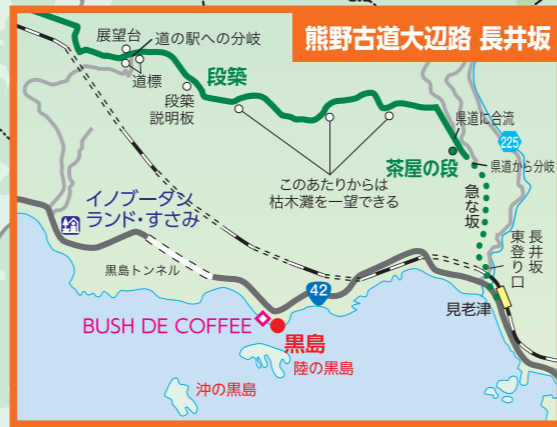 熊野古道大辺路 長井坂
展望台
道の駅への分岐
道標
段築
段築
説明板
県道に合流
225
茶屋の段
県道から分岐
このあたりからは
枯木灘を一望できる
急な坂
イノブータン
ランド・すさみ
長井坂
東登り口
黒島トンネル
42
見老津
BUSH DE COFFEE
黒島
陸の黒島
沖の黒島